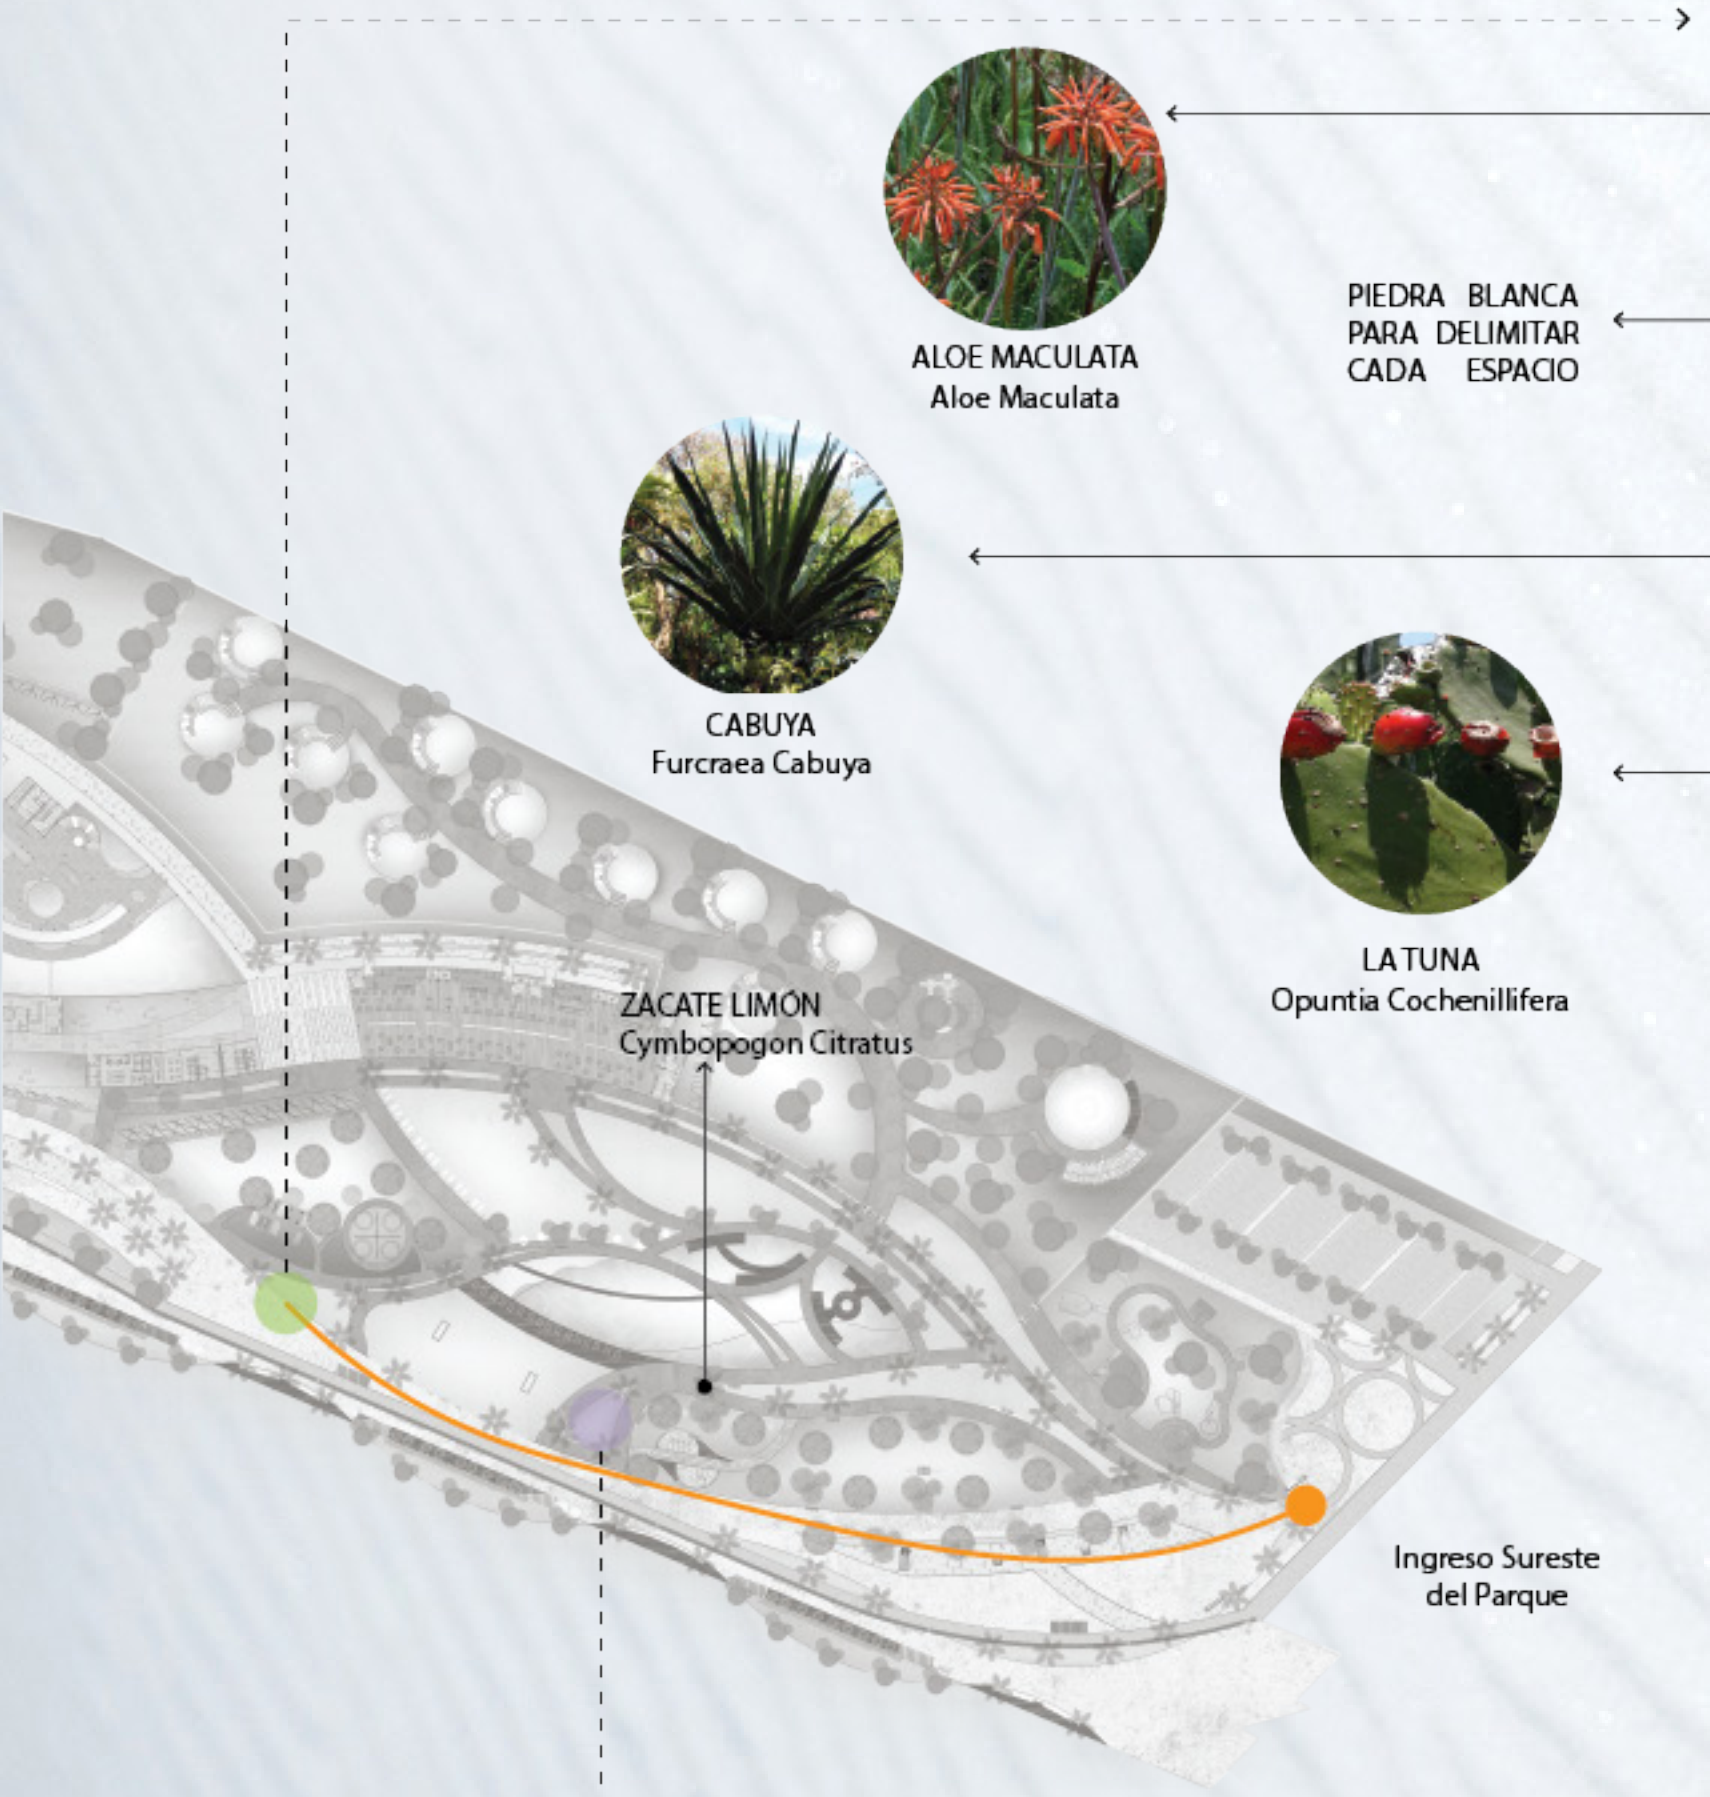 ALOE MACULATA
Aloe Maculata
PIEDRA BLANCA
PARA DELIMITAR
CADA ESPACIO
CABUYA
Furcraea Cabuya
LA TUNA
Opuntia Cochenillifera
ZACATE LIMÓN
Cymbopogon Citratus
Ingreso Sureste
del Parque